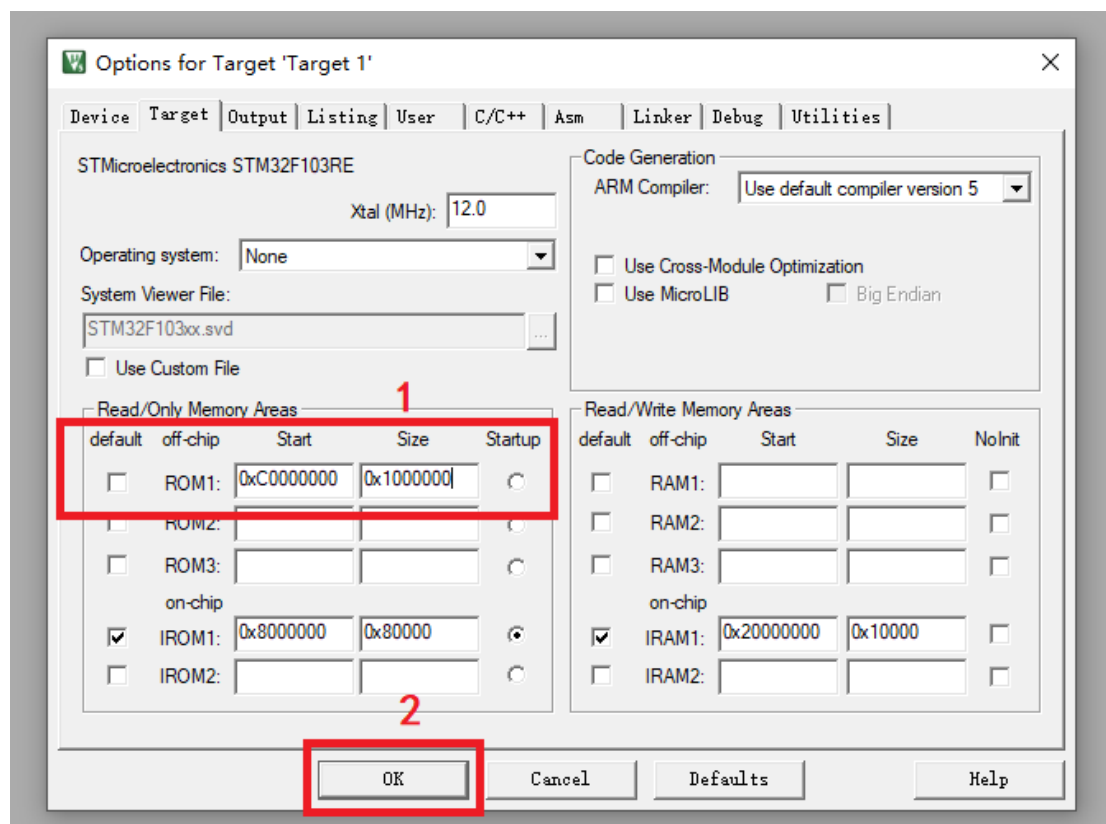 Options for Target 'Target 1'
Device Target Output Listing User C/C++ Asm Linker Debug Utilities
STMicroelectronics STM32F103RE
Xtal (MHz): 12.0
Operating system: None
System Viewer File:
STM32F103xx.svd ...
Use Custom File
Code Generation
ARM Compiler: Use default compiler version 5
Use Cross-Module Optimization
Use MicroLIB Big Endian
1
Read/Only Memory Areas
default off-chip Start Size Startup
ROM1: 0xC0000000 0x1000000
ROM2:
ROM3:
on-chip
IROM1: 0x8000000 0x80000
IROM2:
Read/Write Memory Areas
default off-chip Start Size NoInit
RAM1:
RAM2:
RAM3:
on-chip
IRAM1: 0x20000000 0x10000
IRAM2:
2
OK Cancel Defaults Help